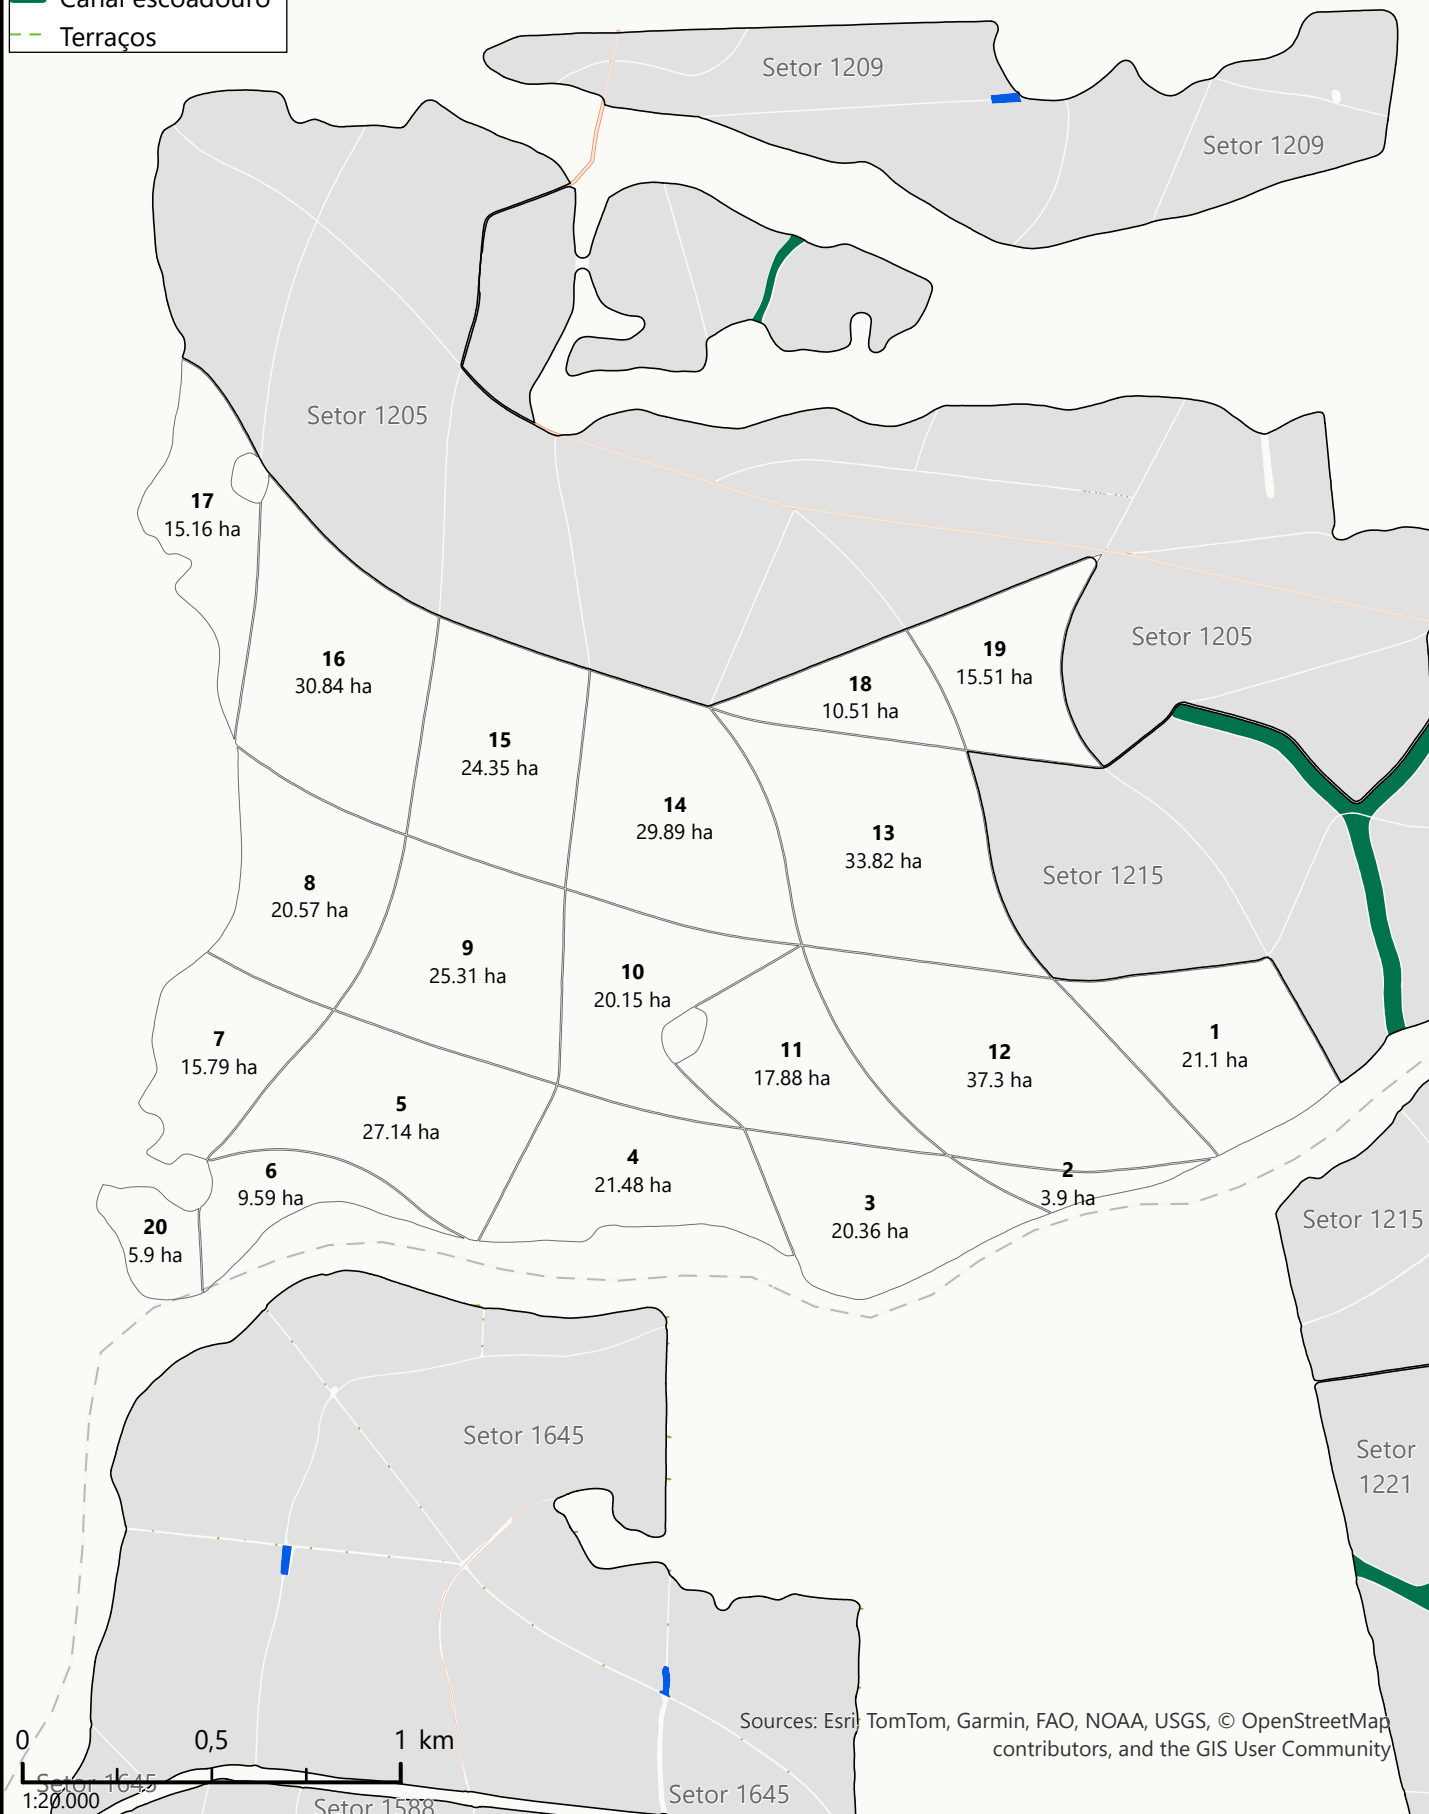 Canal escoadouro
Terraços
Setor 1209
Setor 1209
Setor 1205
17
15.16 ha
16
30.84 ha
15
24.35 ha
14
29.89 ha
18
10.51 ha
19
15.51 ha
Setor 1205
13
33.82 ha
Setor 1215
8
20.57 ha
9
25.31 ha
10
20.15 ha
7
15.79 ha
11
17.88 ha
12
37.3 ha
1
21.1 ha
5
27.14 ha
6
9.59 ha
4
21.48 ha
2
3.9 ha
3
20.36 ha
20
5.9 ha
Setor 1215
Setor 1645
Setor
1221
Sources: Esri, TomTom, Garmin, FAO, NOAA, USGS, © OpenStreetMap
contributors, and the GIS User Community
0 0,5 1 km
Setor 1645
1:20.000
Setor 1588
Setor 1645